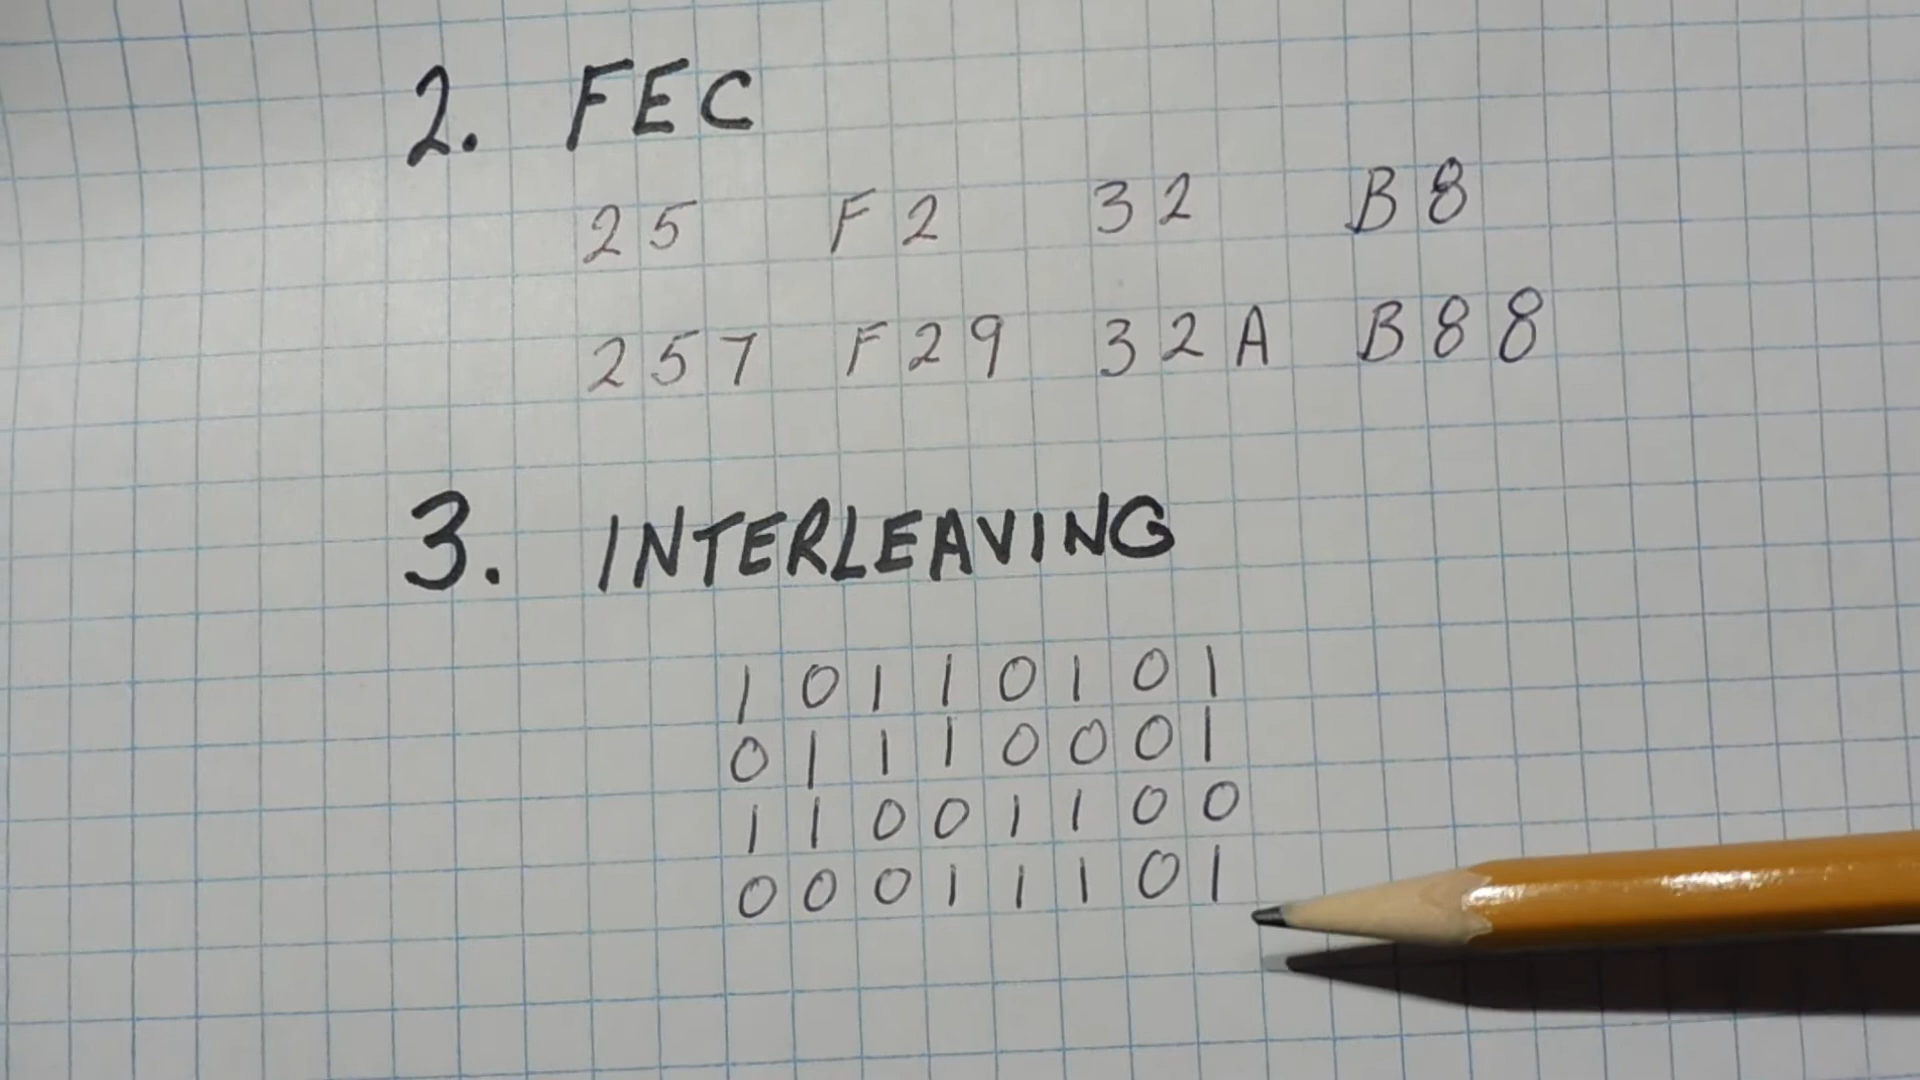 2. FEC
25 F2 32 B8
257 F29 32A B88
3. INTERLEAVING
1 0 1 1 0 1 0 1
0 1 1 1 0 0 0 1
1 1 0 0 1 1 0 0
0 0 0 1 1 1 0 1